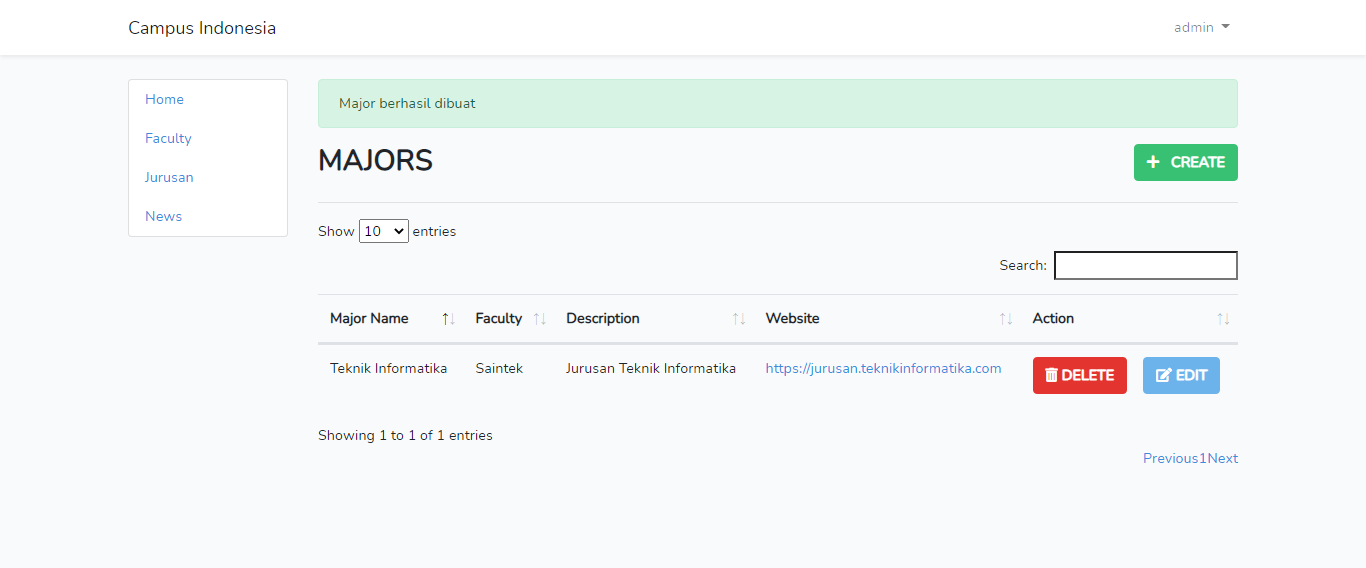 Campus Indonesia
admin
Home
Faculty
Jurusan
News
Major berhasil dibuat
MAJORS
CREATE
Show 10 entries
Search:
Major Name Faculty Description Website Action
Teknik Informatika Saintek Jurusan Teknik Informatika https://jurusan.teknikinformatika.com DELETE EDIT
Showing 1 to 1 of 1 entries
Previous1Next